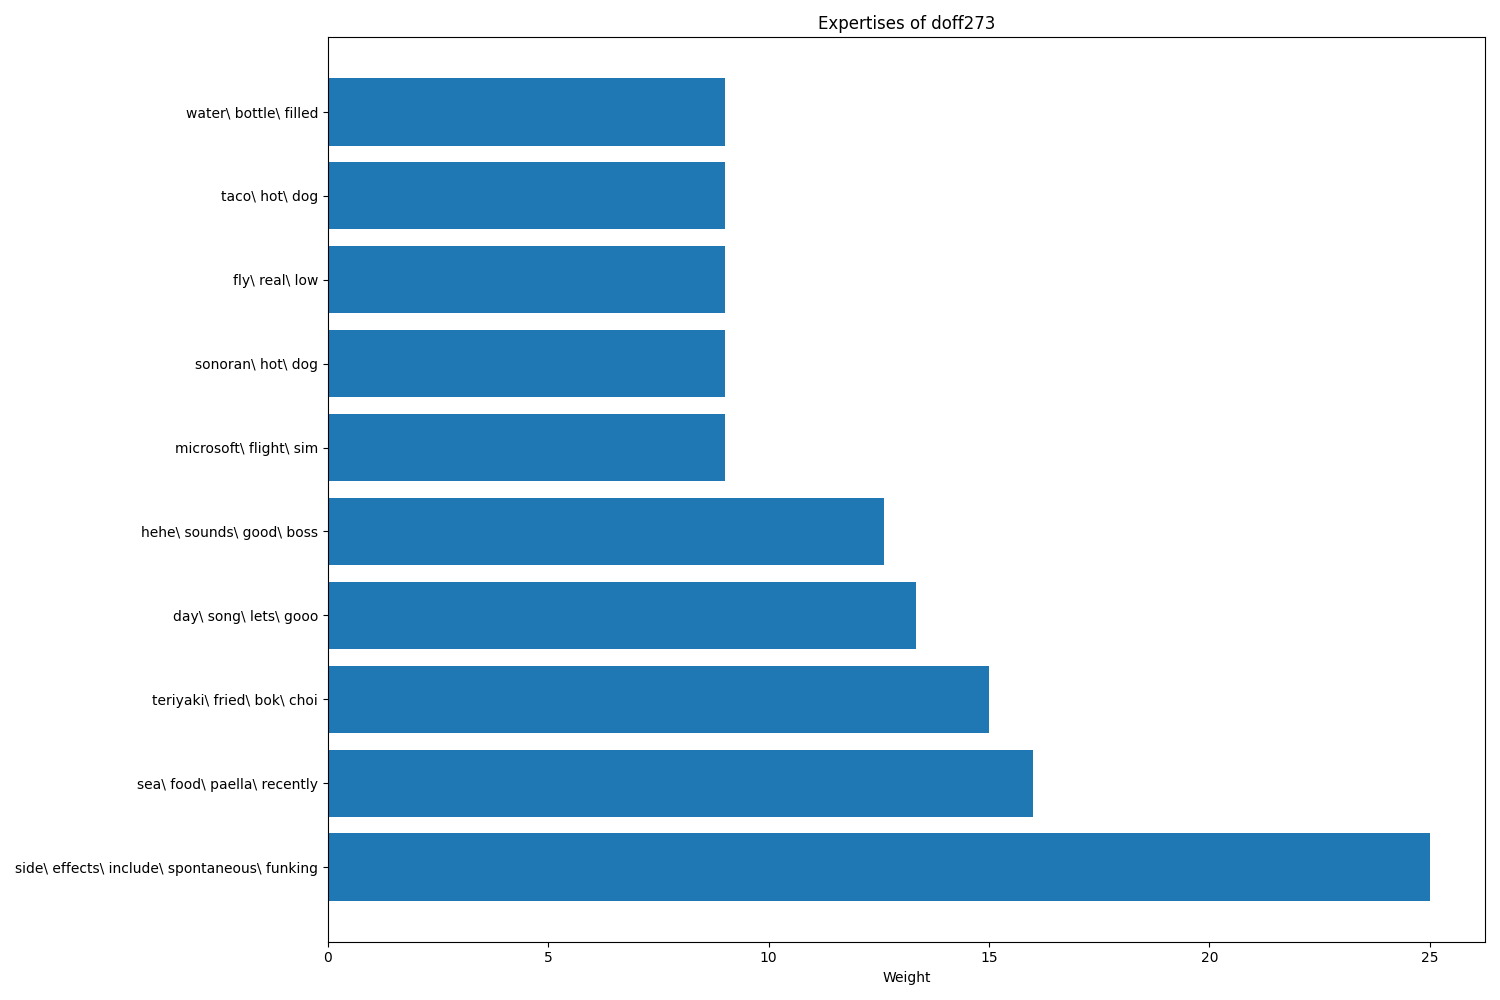 Expertises of doff273
water\ bottle\ filled
taco\ hot\ dog
fly\ real\ low
sonoran\ hot\ dog
microsoft\ flight\ sim
hehe\ sounds\ good\ boss
day\ song\ lets\ gooo
teriyaki\ fried\ bok\ choi
sea\ food\ paella\ recently
side\ effects\ include\ spontaneous\ funking
0 5 10 15 20 25
Weight